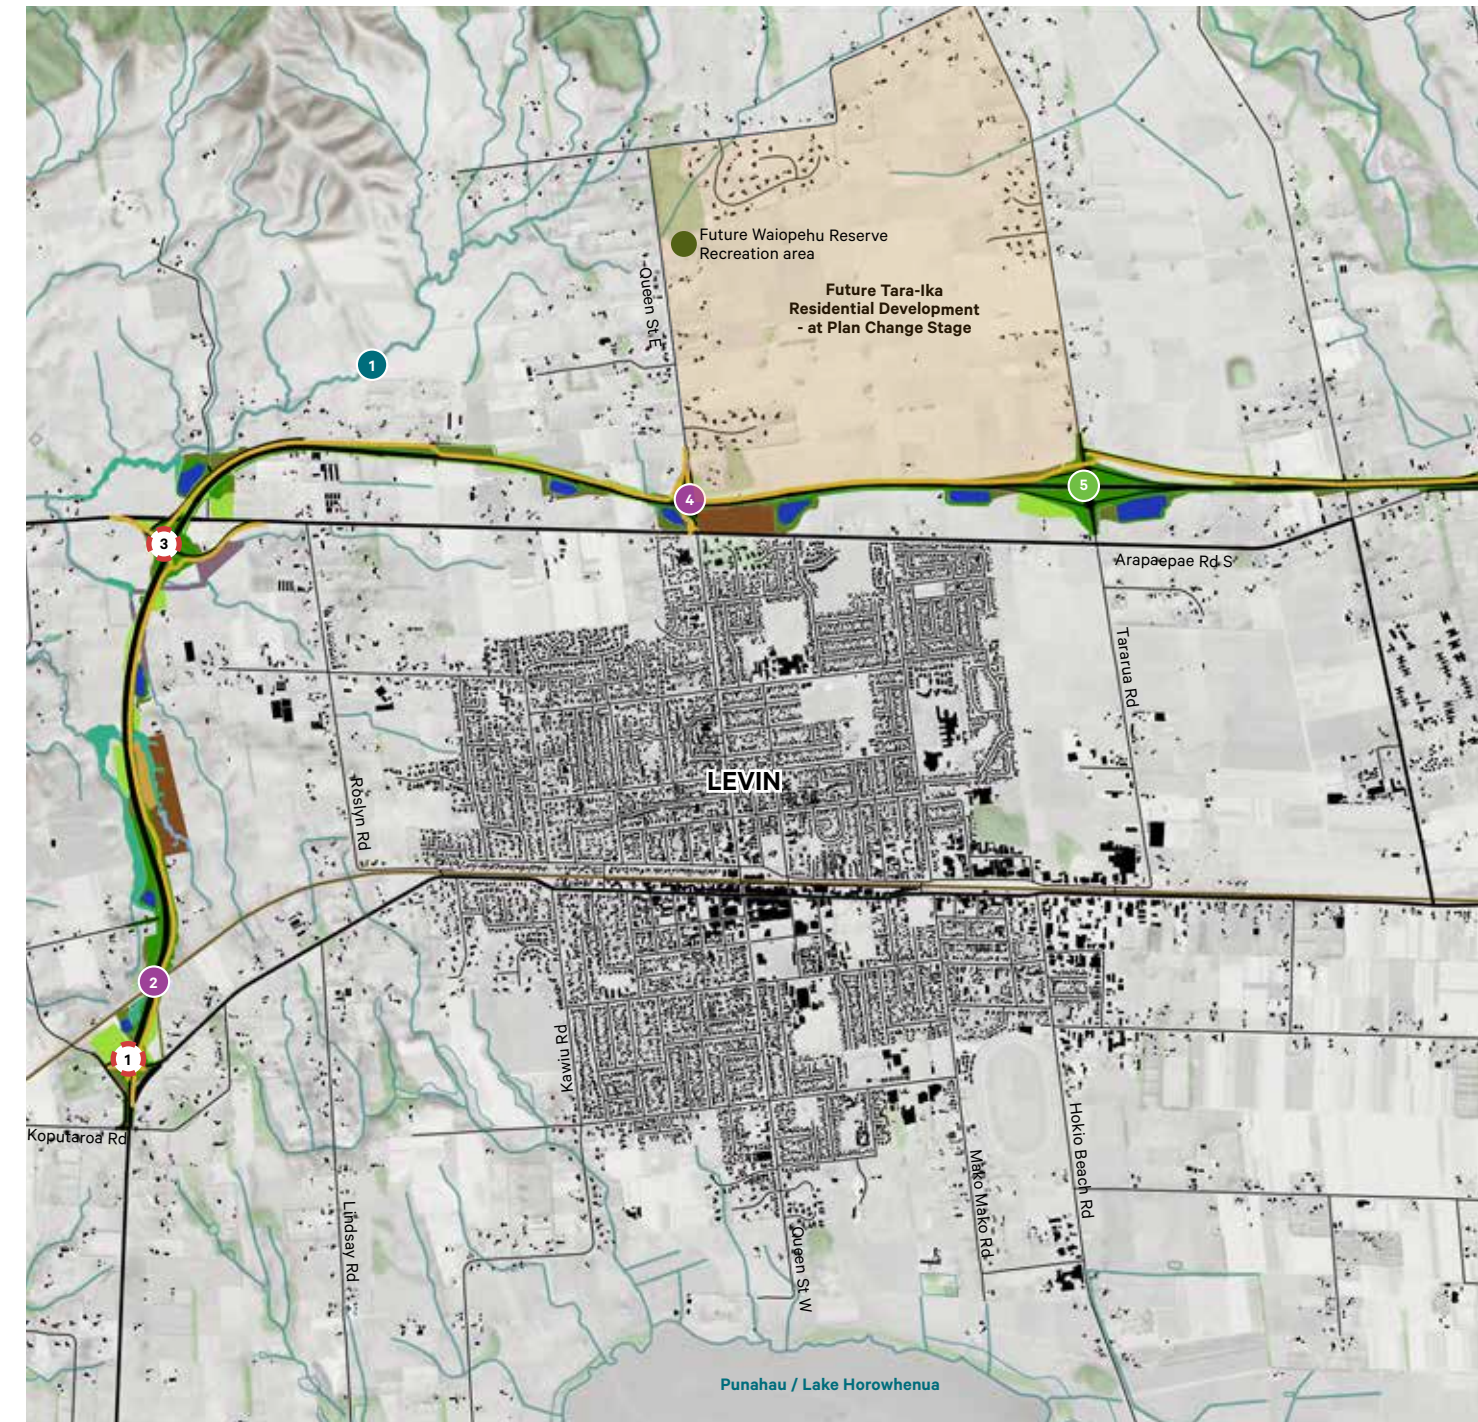 Future Waiopehu Reserve
Recreation area
Queen St E
Future Tara-Ika
Residential Development
- at Plan Change Stage
1
4
5
3
Arapaepae Rd S
Tararua Rd
LEVIN
Roslyn Rd
2
1
Kawiu Rd
Koputaroa Rd
Hokio Beach Rd
Mako Mako Rd
Lindsay Rd
Queen St W
Punahau / Lake Horowhenua